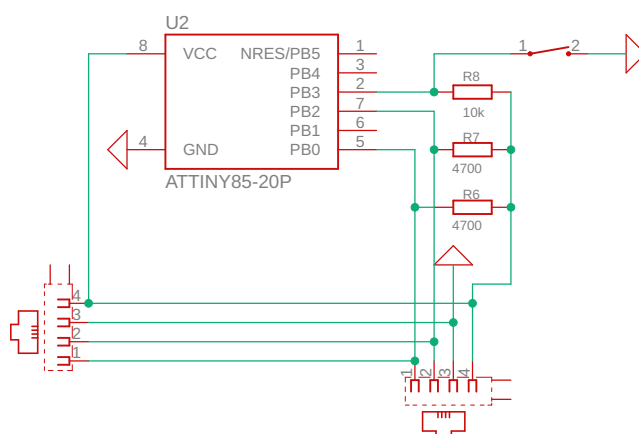 U2
8 VCC NRES/PB5 1
PB4 3
PB3 2
PB2 7
PB1 6
4 GND PB0 5
ATTINY85-20P
1 2
R8
10k
R7
4700
R6
4700
4
3
2
1
1 2 3 4